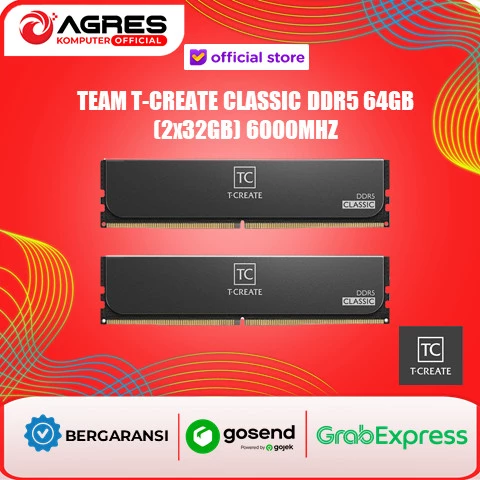 AGRES
KOMPUTER OFFICIAL
official store
TEAM T-CREATE CLASSIC DDR5 64GB
(2x32GB) 6000MHZ
TC
T-CREATE
DDR5
CLASSIC
TC
T-CREATE
DDR5
CLASSIC
TC
T-CREATE
BERGARANSI
gosend
Powered by gojek
GrabExpress